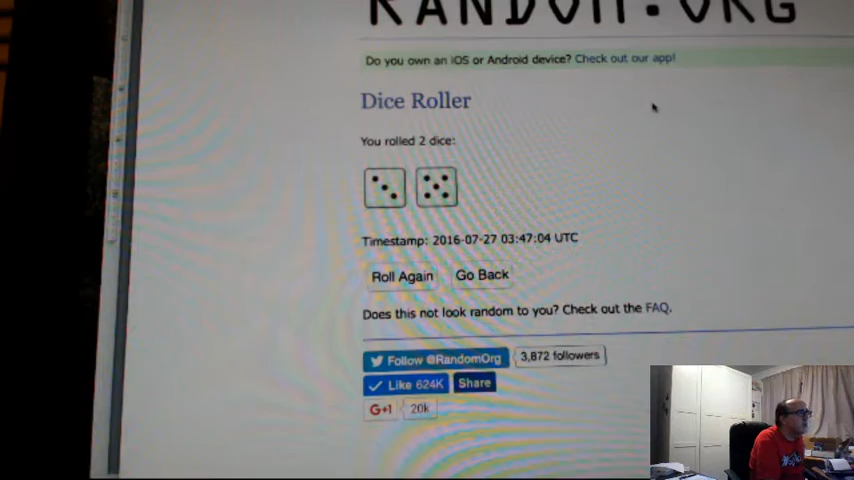 RANDOM.ORG
Do you own an iOS or Android device? Check out our app!
Dice Roller
You rolled 2 dice:
Timestamp: 2016-07-27 03:47:04 UTC
Roll Again Go Back
Does this not look random to you? Check out the FAQ.
Follow @RandomOrg 3,872 followers
Like 624K Share
G+1 20k